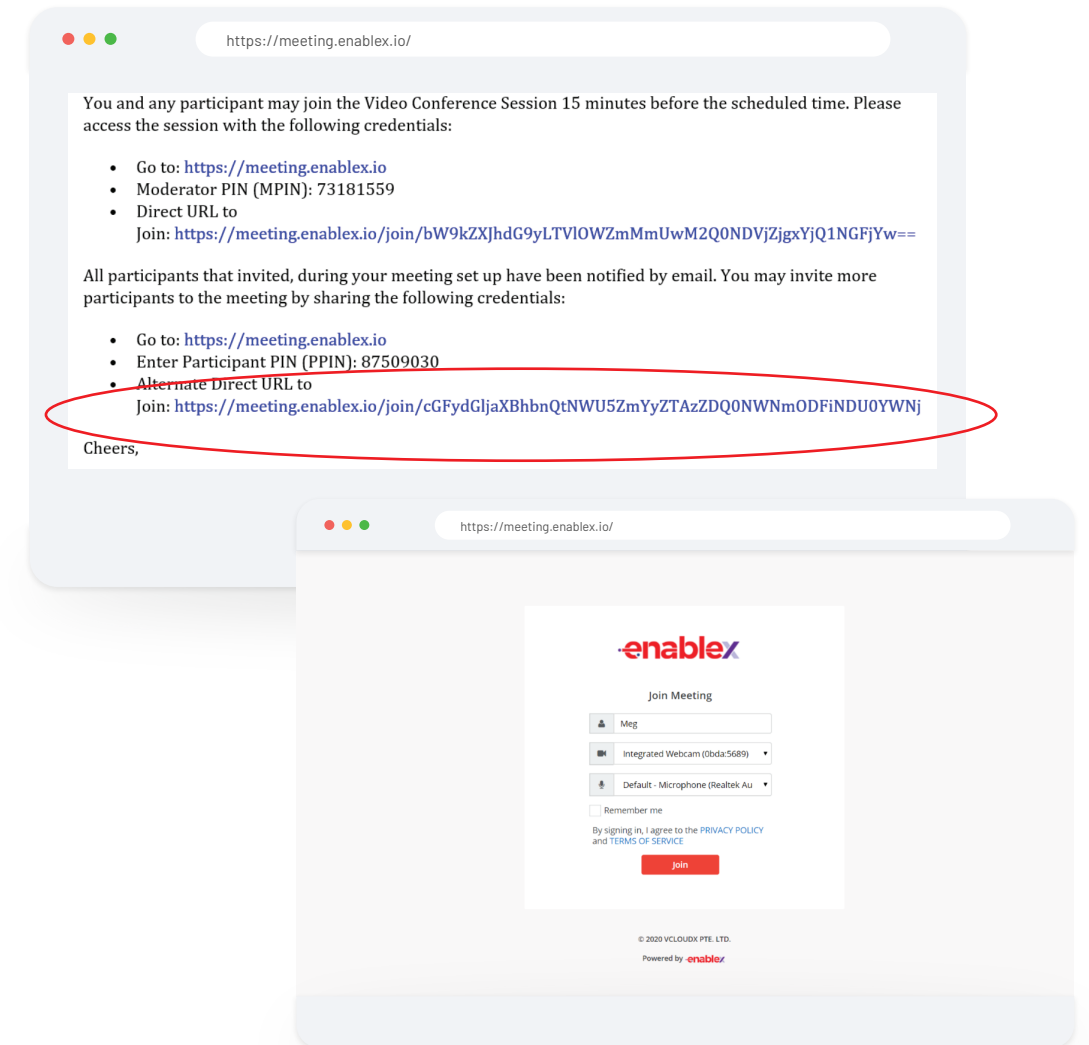 https://meeting.enablex.io/
You and any participant may join the Video Conference Session 15 minutes before the scheduled time. Please
access the session with the following credentials:
• Go to: https://meeting.enablex.io
• Moderator PIN (MPIN): 73181559
• Direct URL to
Join: https://meeting.enablex.io/join/bW9kZXJhdG9yLTVlOWZmMmUwM2Q0NDVjZjgxYjQ1NGFjYw==
All participants that invited, during your meeting set up have been notified by email. You may invite more
participants to the meeting by sharing the following credentials:
• Go to: https://meeting.enablex.io
• Enter Participant PIN (PPIN): 87509030
• Alternate Direct URL to
Join: https://meeting.enablex.io/join/cGFydGljaXBhbnQtNWU5ZmYyZTAzZDQ0NWNmODFiNDU0YWNj
Cheers,
https://meeting.enablex.io/
enablex
Join Meeting
Meg
Integrated Webcam (0bda:5689)
Default - Microphone (Realtek Au
Remember me
By signing in, I agree to the PRIVACY POLICY
and TERMS OF SERVICE
Join
© 2020 VCLOUDX PTE. LTD.
Powered by enablex